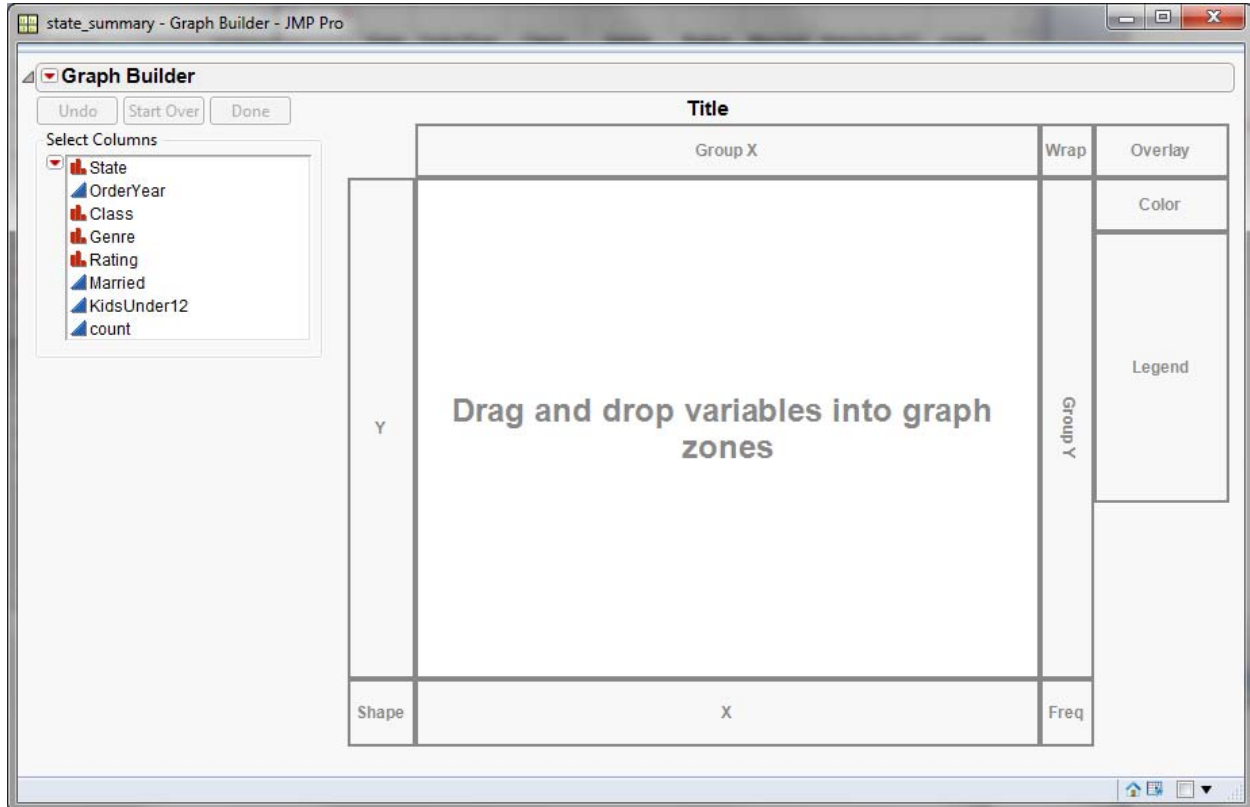 state_summary - Graph Builder - JMP Pro
Graph Builder
Undo
Start Over
Done
Title
Select Columns
State
OrderYear
Class
Genre
Rating
Married
KidsUnder12
count
Group X
Wrap
Overlay
Color
Legend
Y
Drag and drop variables into graph
zones
Group Y
Shape
X
Freq